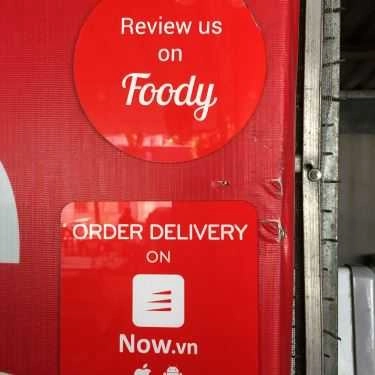 Review us
on
Foody
ORDER DELIVERY
ON
Now.vn